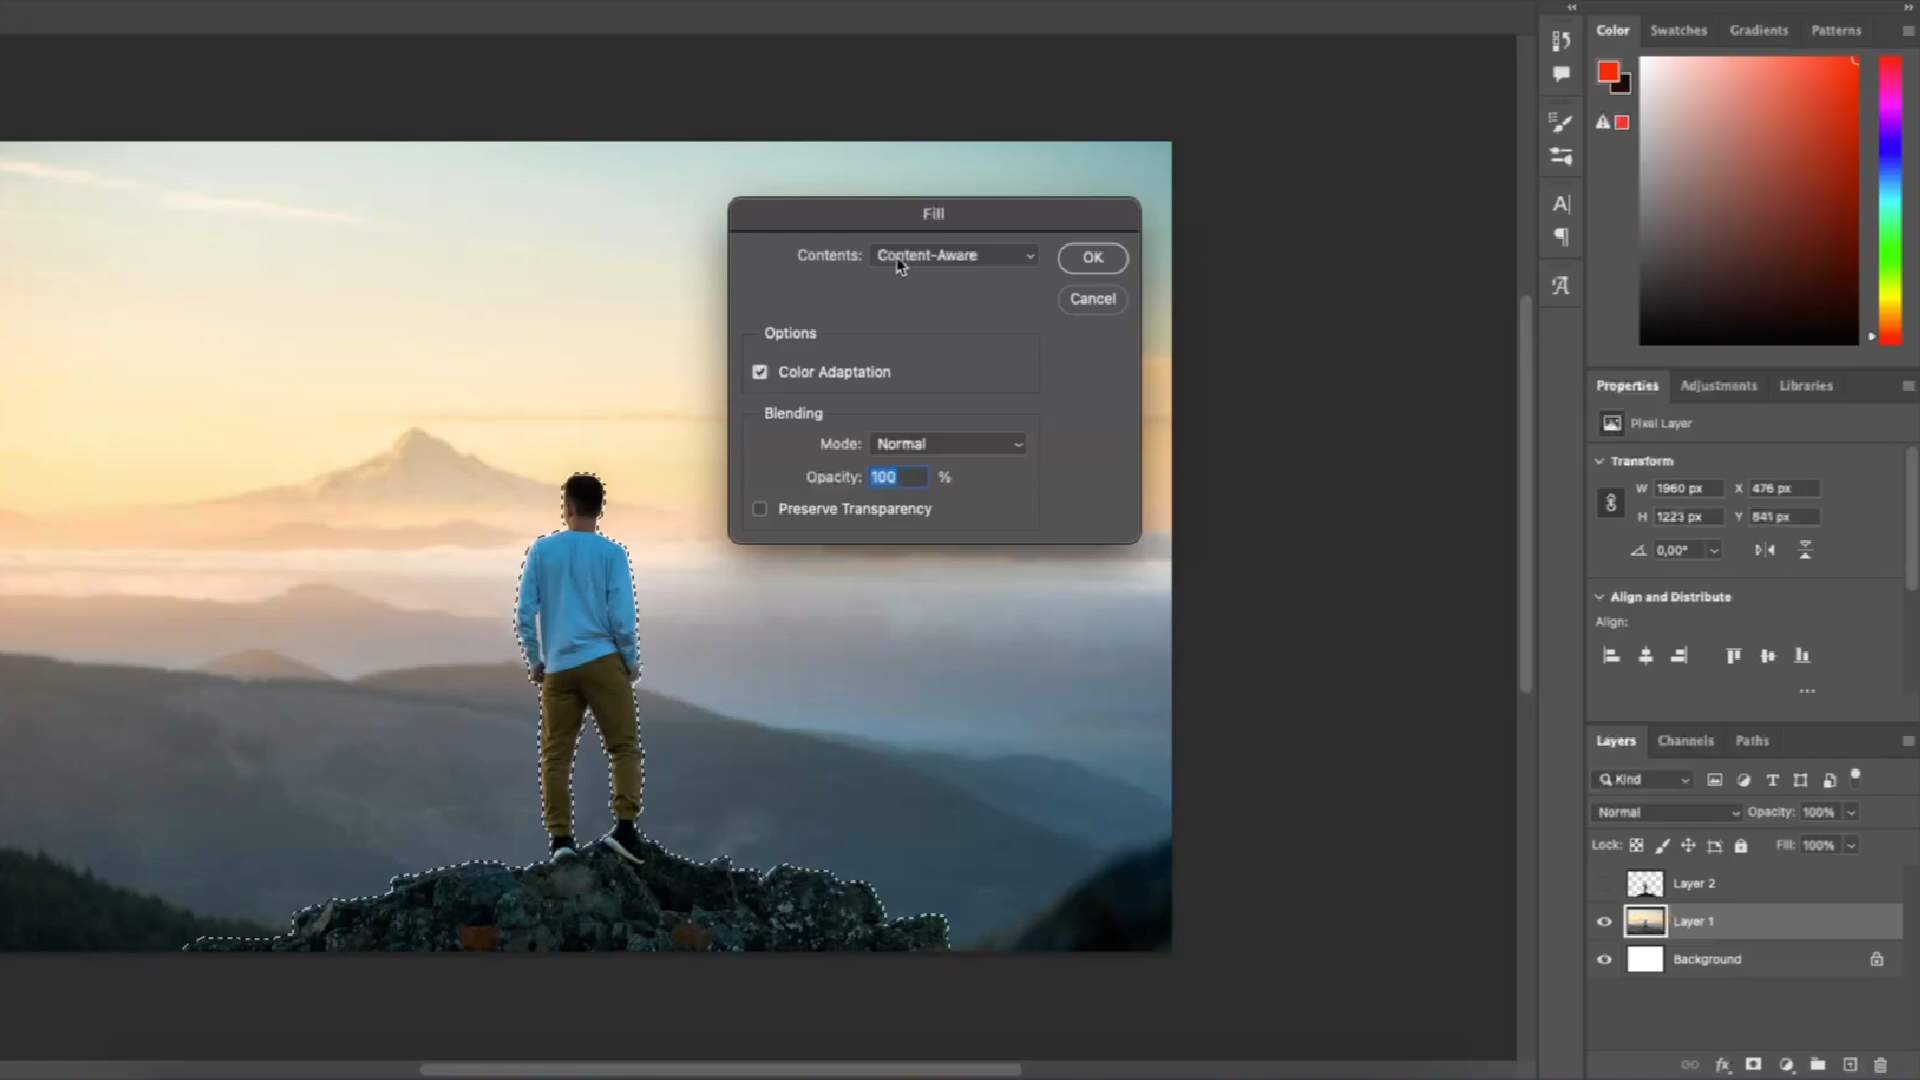 Color Swatches Gradients Patterns
Fill
Contents: Content-Aware
OK
Cancel
Options
Color Adaptation
Blending
Mode: Normal
Opacity: 100 %
Preserve Transparency
Properties Adjustments Libraries
Pixel Layer
Transform
W 1960 px X 476 px
H 1223 px Y 841 px
0,00°
Align and Distribute
Align:
Layers Channels Paths
Kind
Normal Opacity: 100%
Lock: Fill: 100%
Layer 2
Layer 1
Background